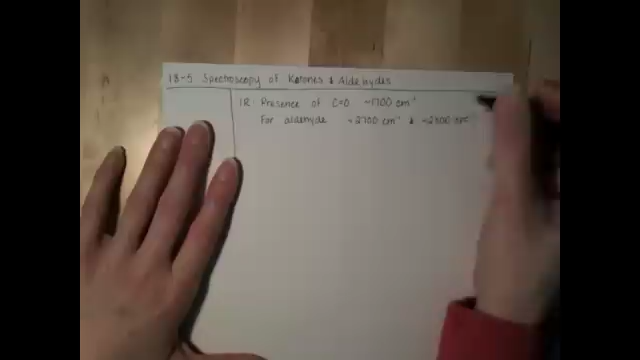 18-5 Spectroscopy of Ketones & Aldehydes
IR- Presence of C=O ~1700 cm⁻¹
For aldehyde ~2700 cm⁻¹ & ~2800 cm⁻¹